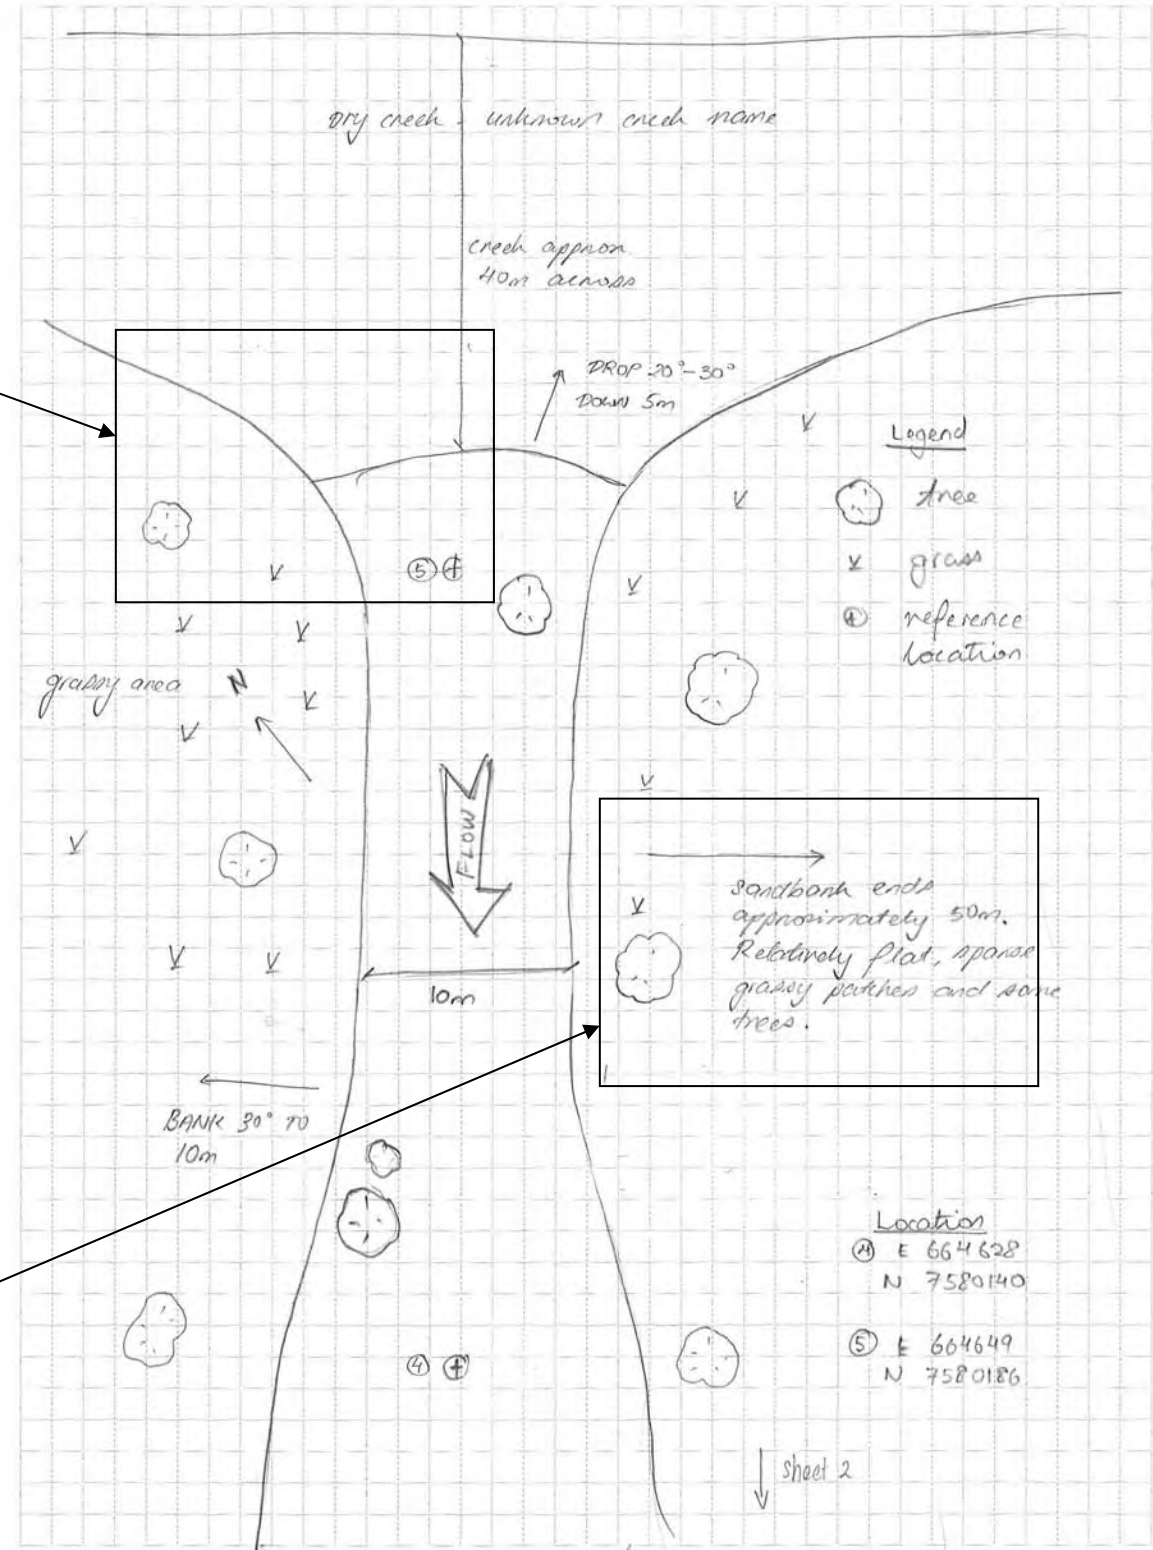 Dry creek - unknown creek name
creek approx.
40m across
DROP 20°-30°
DOWN 5m
Legend
tree
grass
reference
location
5
grassy area
N
FLOW
10m
sandbank ends
approximately 50m.
Relatively flat, sparse
grassy patches and some
trees.
BANK 30° TO
10m
Location
4 E 664628
N 7580140
5 E 664649
N 7580186
4
sheet 2